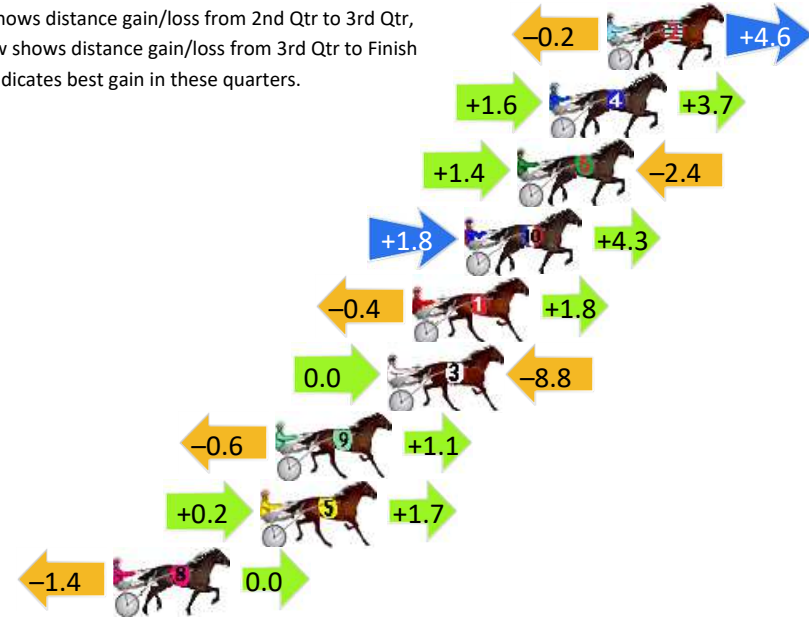 hows distance gain/loss from 2nd Qtr to 3rd Qtr,
w shows distance gain/loss from 3rd Qtr to Finish
dicates best gain in these quarters.
–0.2 7 +4.6
+1.6 4 +3.7
+1.4 6 –2.4
+1.8 10 +4.3
–0.4 1 +1.8
0.0 3 –8.8
–0.6 9 +1.1
+0.2 5 +1.7
–1.4 8 0.0